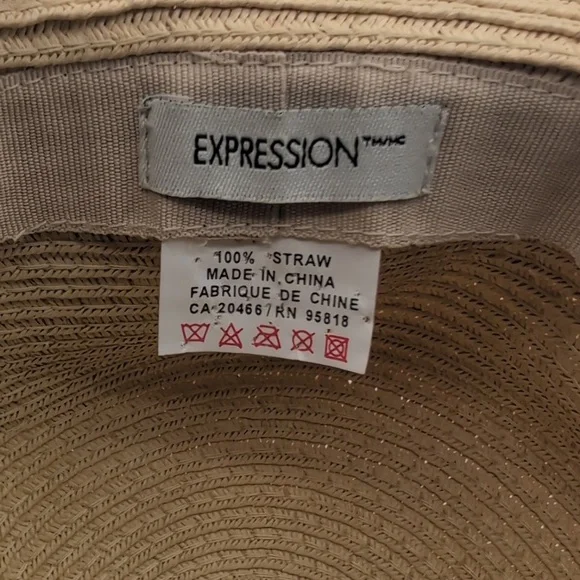 EXPRESSION™/MC
100% STRAW
MADE IN CHINA
FABRIQUE DE CHINE
CA 20466 / RN 95818